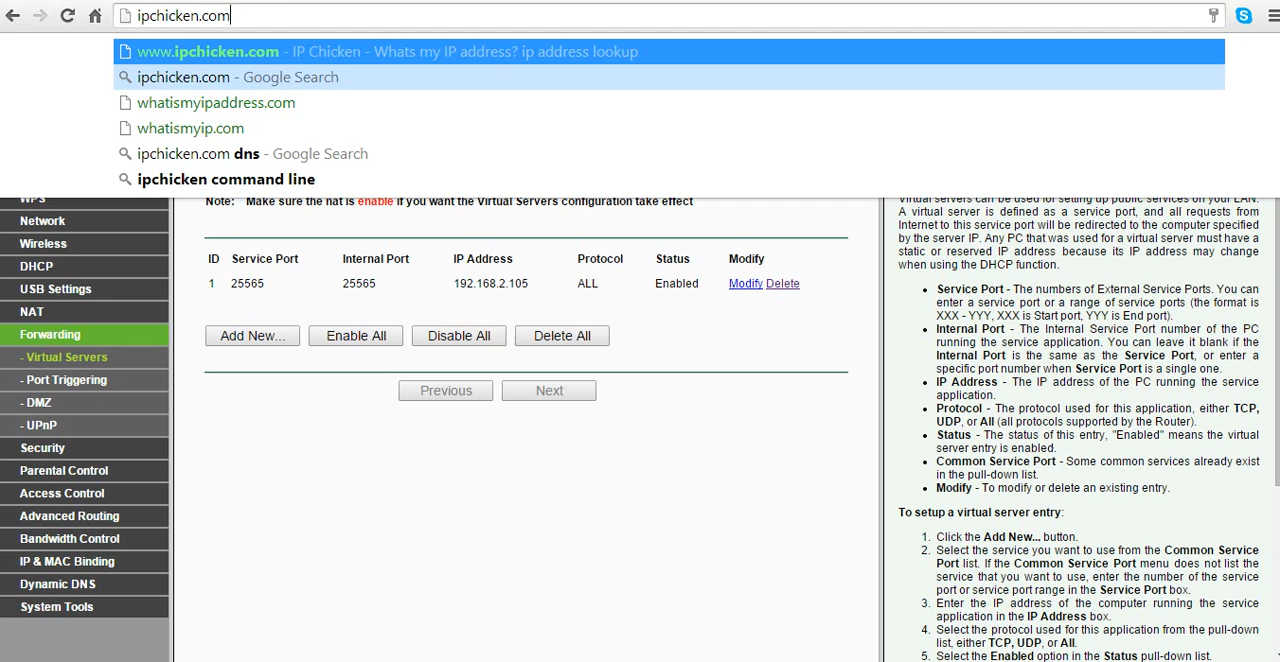 ipchicken.com
www.ipchicken.com - IP Chicken - Whats my IP address? ip address lookup
ipchicken.com - Google Search
whatismyipaddress.com
whatismyip.com
ipchicken.com dns - Google Search
ipchicken command line
WPS
Network
Wireless
DHCP
USB Settings
NAT
Forwarding
- Virtual Servers
- Port Triggering
- DMZ
- UPnP
Security
Parental Control
Access Control
Advanced Routing
Bandwidth Control
IP & MAC Binding
Dynamic DNS
System Tools
Note: Make sure the nat is enable if you want the Virtual Servers configuration take effect
ID Service Port Internal Port IP Address Protocol Status Modify
1 25565 25565 192.168.2.105 ALL Enabled Modify Delete
Add New... Enable All Disable All Delete All
Previous Next
Virtual servers can be used for setting up public services on your LAN.
A virtual server is defined as a service port, and all requests from
Internet to this service port will be redirected to the computer specified
by the server IP. Any PC that was used for a virtual server must have a
static or reserved IP address because its IP address may change
when using the DHCP function.
• Service Port - The numbers of External Service Ports. You can
enter a service port or a range of service ports (the format is
XXX - YYY, XXX is Start port, YYY is End port).
• Internal Port - The Internal Service Port number of the PC
running the service application. You can leave it blank if the
Internal Port is the same as the Service Port, or enter a
specific port number when Service Port is a single one.
• IP Address - The IP address of the PC running the service
application.
• Protocol - The protocol used for this application, either TCP,
UDP, or All (all protocols supported by the Router).
• Status - The status of this entry, "Enabled" means the virtual
server entry is enabled.
• Common Service Port - Some common services already exist
in the pull-down list.
• Modify - To modify or delete an existing entry.
To setup a virtual server entry:
1. Click the Add New... button.
2. Select the service you want to use from the Common Service
Port list. If the Common Service Port menu does not list the
service that you want to use, enter the number of the service
port or service port range in the Service Port box.
3. Enter the IP address of the computer running the service
application in the IP Address box.
4. Select the protocol used for this application from the pull-down
list, either TCP, UDP, or All.
5. Select the Enabled option in the Status pull-down list.